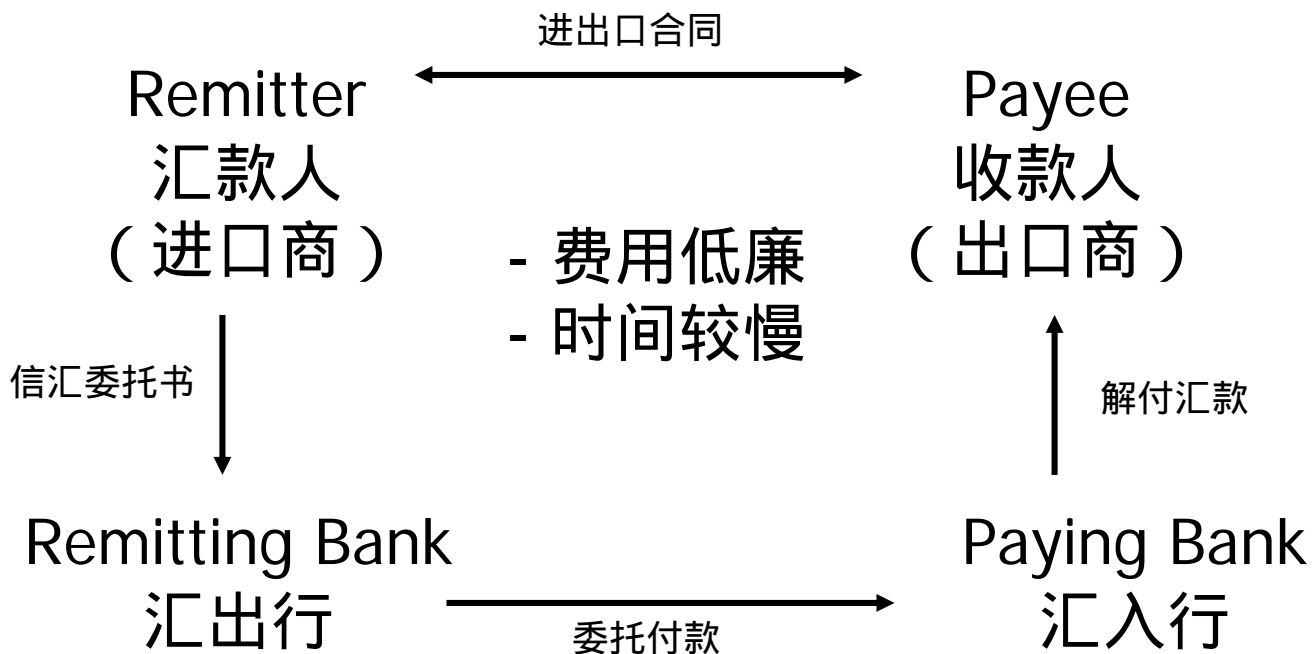 进出口合同
Remitter
汇款人
（进口商）
Payee
收款人
（出口商）
- 费用低廉
- 时间较慢
信汇委托书
解付汇款
Remitting Bank
汇出行
委托付款
Paying Bank
汇入行